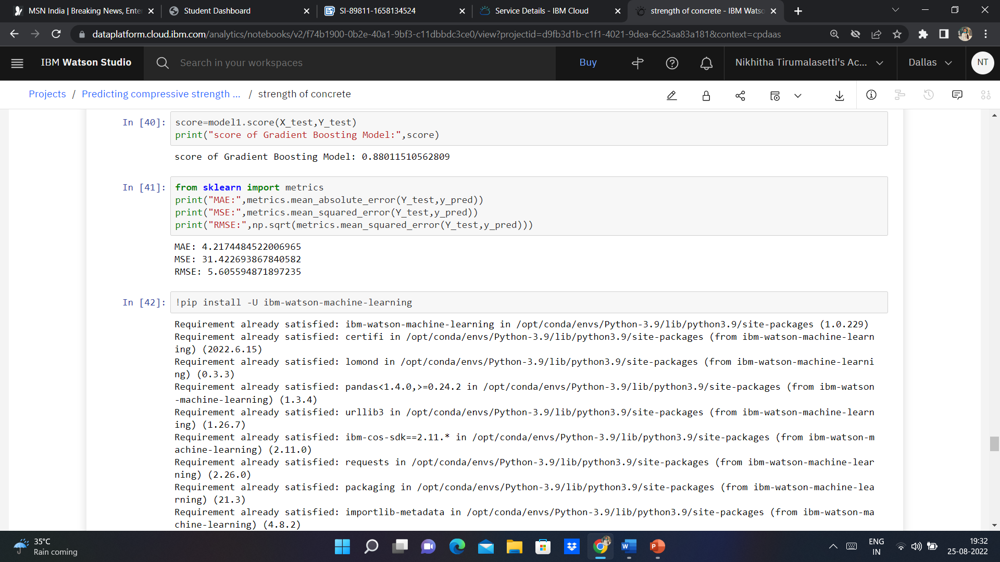 MSN India | Breaking News, Enter
Student Dashboard
SI-89811-1658134524
Service Details - IBM Cloud
strength of concrete - IBM Watso
dataplatform.cloud.ibm.com/analytics/notebooks/v2/f74b1900-0b2e-40a1-9bf3-c11dbbdc3ce0/view?projectid=d9fb3d1b-c1f1-4021-9dea-6c25aa83a181&context=cpdaas
IBM Watson Studio
Search in your workspaces
Buy
Nikhitha Tirumalasetti's Ac...
Dallas
NT
Projects / Predicting compressive strength ... / strength of concrete
In [40]: score=model1.score(X_test,Y_test)
print("score of Gradient Boosting Model:",score)
score of Gradient Boosting Model: 0.88011510562809
In [41]: from sklearn import metrics
print("MAE:",metrics.mean_absolute_error(Y_test,y_pred))
print("MSE:",metrics.mean_squared_error(Y_test,y_pred))
print("RMSE:",np.sqrt(metrics.mean_squared_error(Y_test,y_pred)))
MAE: 4.2174484522006965
MSE: 31.422693867840582
RMSE: 5.605594871897235
In [42]: !pip install -U ibm-watson-machine-learning
Requirement already satisfied: ibm-watson-machine-learning in /opt/conda/envs/Python-3.9/lib/python3.9/site-packages (1.0.229)
Requirement already satisfied: certifi in /opt/conda/envs/Python-3.9/lib/python3.9/site-packages (from ibm-watson-machine-learn
ing) (2022.6.15)
Requirement already satisfied: lomond in /opt/conda/envs/Python-3.9/lib/python3.9/site-packages (from ibm-watson-machine-learni
ng) (0.3.3)
Requirement already satisfied: pandas<1.4.0,>=0.24.2 in /opt/conda/envs/Python-3.9/lib/python3.9/site-packages (from ibm-watson
-machine-learning) (1.3.4)
Requirement already satisfied: urllib3 in /opt/conda/envs/Python-3.9/lib/python3.9/site-packages (from ibm-watson-machine-learn
ing) (1.26.7)
Requirement already satisfied: ibm-cos-sdk==2.11.* in /opt/conda/envs/Python-3.9/lib/python3.9/site-packages (from ibm-watson-m
achine-learning) (2.11.0)
Requirement already satisfied: requests in /opt/conda/envs/Python-3.9/lib/python3.9/site-packages (from ibm-watson-machine-lear
ning) (2.26.0)
Requirement already satisfied: packaging in /opt/conda/envs/Python-3.9/lib/python3.9/site-packages (from ibm-watson-machine-lea
rning) (21.3)
Requirement already satisfied: importlib-metadata in /opt/conda/envs/Python-3.9/lib/python3.9/site-packages (from ibm-watson-ma
chine-learning) (4.8.2)
35°C
Rain coming
ENG
IN
19:32
25-08-2022